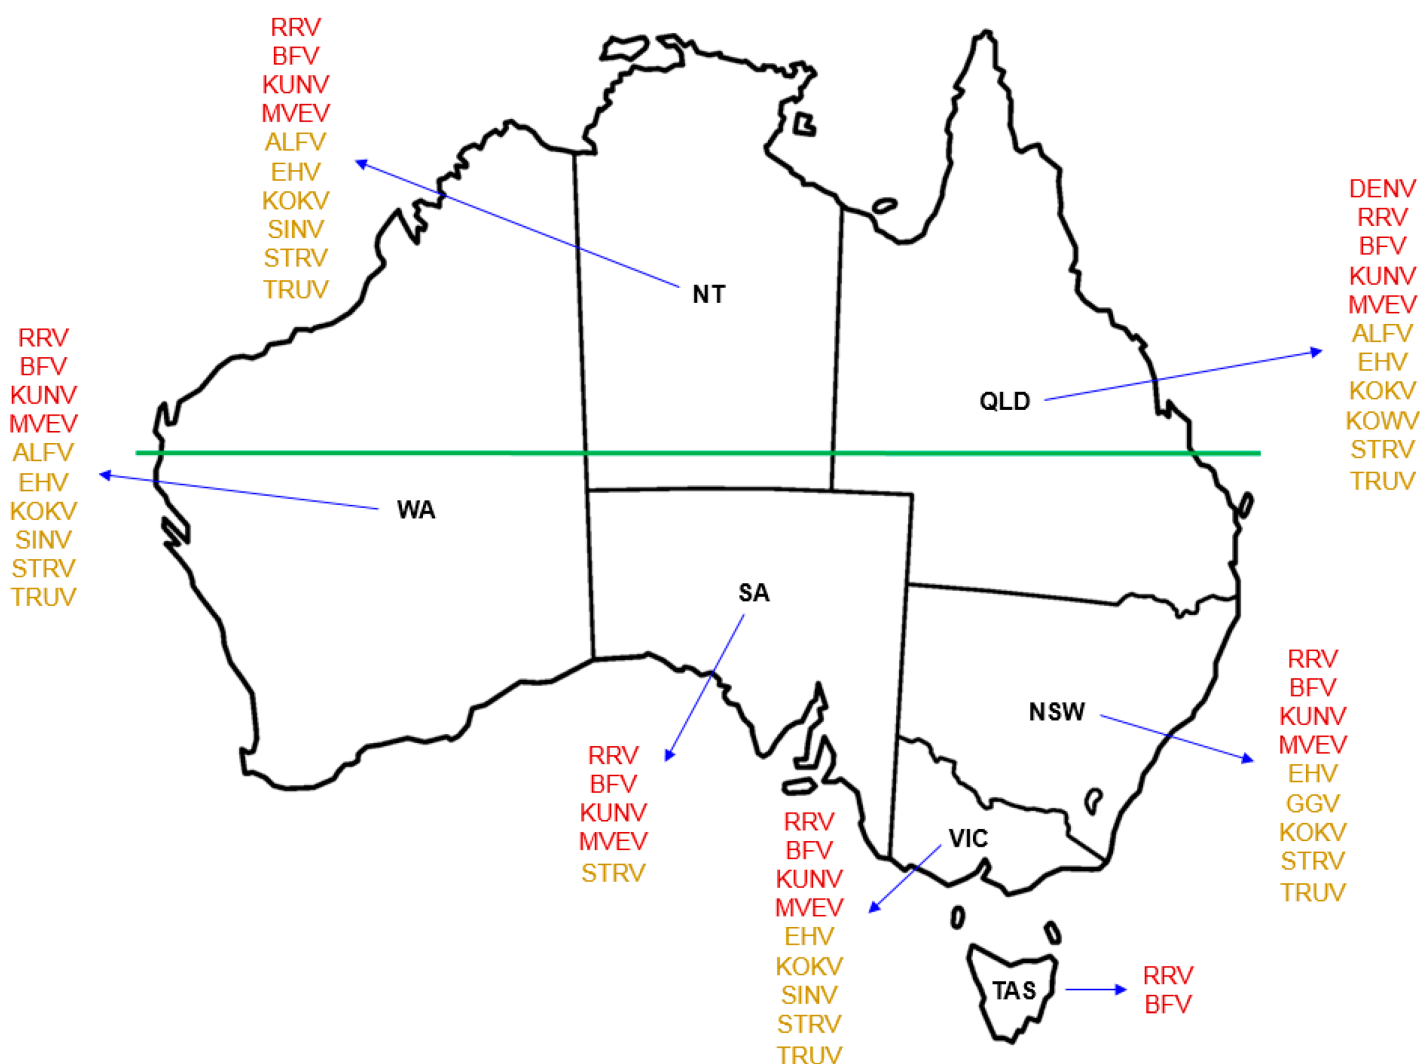 RRV
BFV
KUNV
MVEV
ALFV
EHV
KOKV
SINV
STRV
TRUV
NT
DENV
RRV
BFV
KUNV
MVEV
ALFV
EHV
KOKV
KOWV
STRV
TRUV
QLD
RRV
BFV
KUNV
MVEV
ALFV
EHV
KOKV
SINV
STRV
TRUV
WA
SA
RRV
BFV
KUNV
MVEV
STRV
NSW
RRV
BFV
KUNV
MVEV
EHV
GGV
KOKV
STRV
TRUV
VIC
RRV
BFV
KUNV
MVEV
EHV
KOKV
SINV
STRV
TRUV
TAS
RRV
BFV